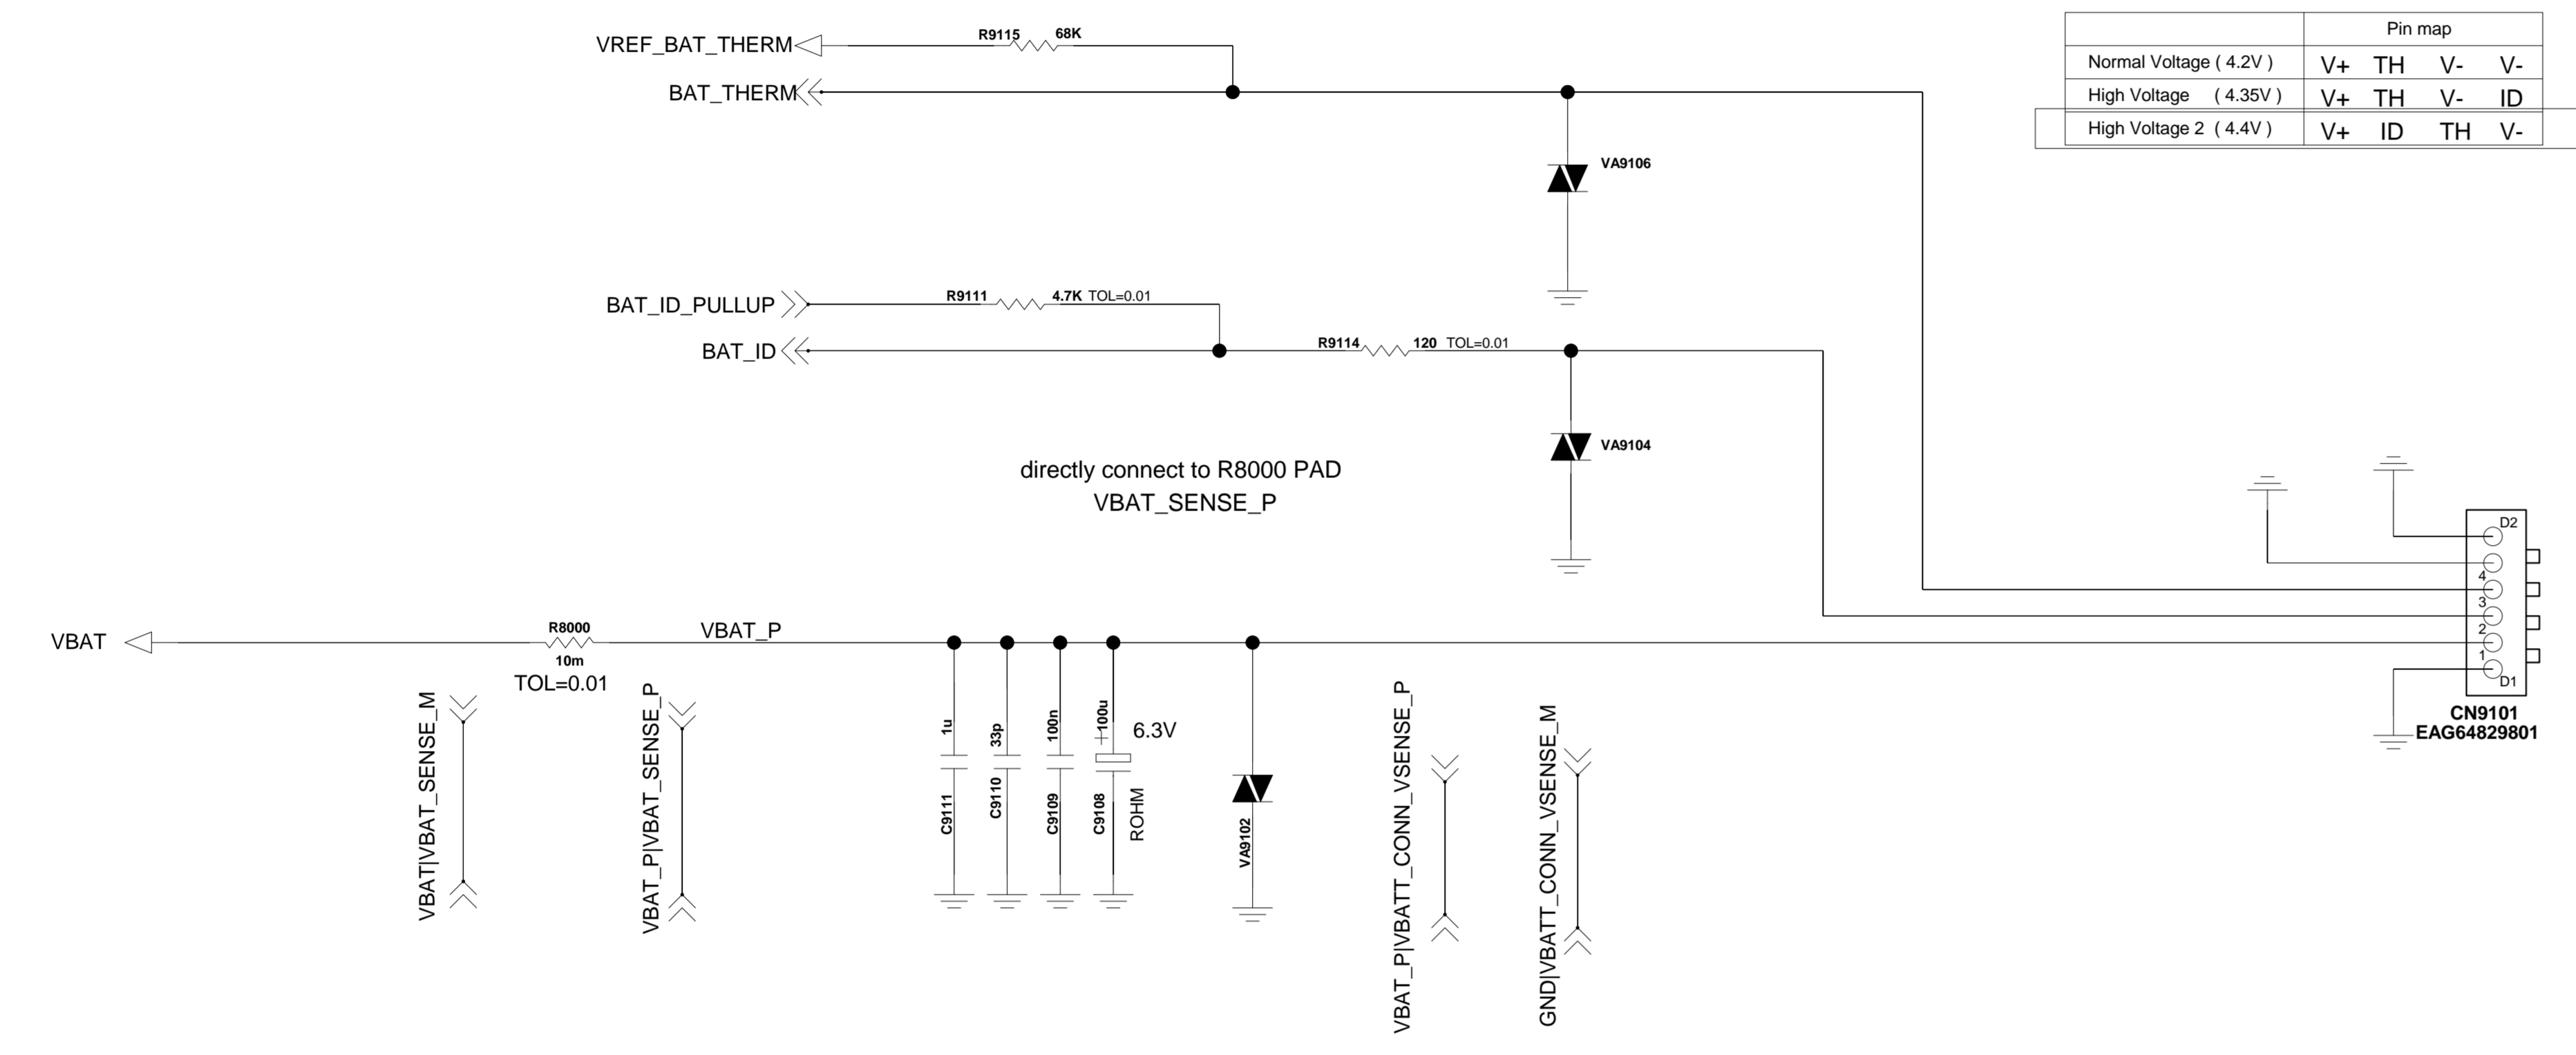 VREF_BAT_THERM
R9115 68K
BAT_THERM
VA9106
Pin map
Normal Voltage ( 4.2V ) V+ TH V- V-
High Voltage ( 4.35V ) V+ TH V- ID
High Voltage 2 ( 4.4V ) V+ ID TH V-
BAT_ID_PULLUP
R9111 4.7K TOL=0.01
BAT_ID
R9114 120 TOL=0.01
VA9104
directly connect to R8000 PAD
VBAT_SENSE_P
VBAT
R8000
10m
TOL=0.01
VBAT_P
VBAT|VBAT_SENSE_M
VBAT_P|VBAT_SENSE_P
1u
C9111
33p
C9110
100n
C9109
+
100u
6.3V
C9108
ROHM
VA9102
VBAT_P|VBATT_CONN_VSENSE_P
GND|VBATT_CONN_VSENSE_M
D2
4
3
2
1
D1
CN9101
EAG64829801